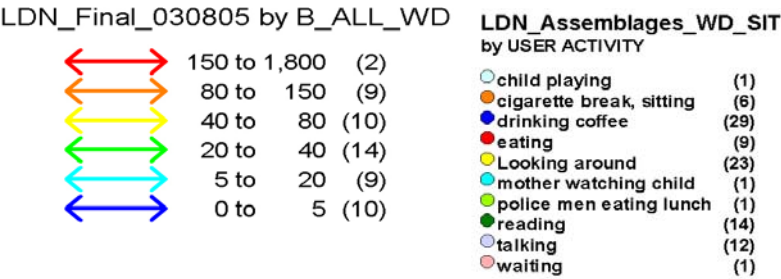 LDN_Final_030805 by B_ALL_WD
150 to 1,800 (2)
80 to 150 (9)
40 to 80 (10)
20 to 40 (14)
5 to 20 (9)
0 to 5 (10)
LDN_Assemblages_WD_SIT
by USER ACTIVITY
child playing (1)
cigarette break, sitting (6)
drinking coffee (29)
eating (9)
Looking around (23)
mother watching child (1)
police men eating lunch (1)
reading (14)
talking (12)
waiting (1)